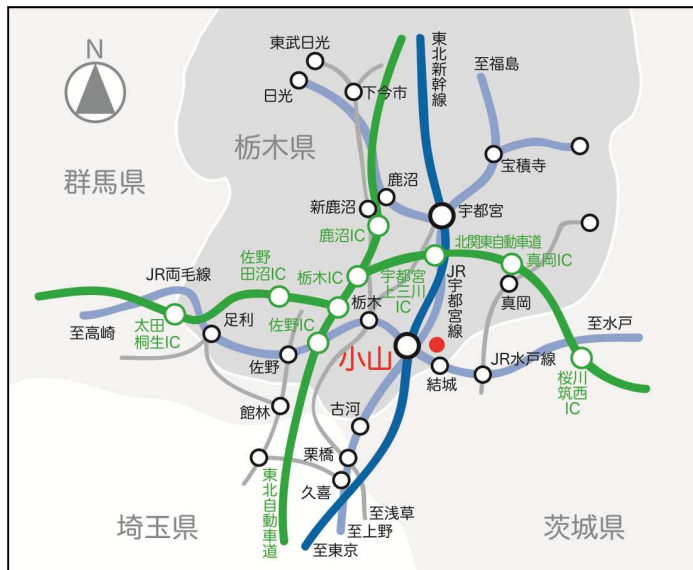 N
東武日光
日光
下今市
東北新幹線
至福島
栃木県
群馬県
宝積寺
鹿沼
新鹿沼
宇都宮
鹿沼IC
北関東自動車道
佐野
田沼IC
栃木IC
宇都宮
上三川
IC
真岡IC
JR宇都宮線
JR両毛線
栃木
真岡
至高崎
太田
桐生IC
足利
佐野IC
小山
至水戸
佐野
結城
JR水戸線
桜川
筑西
IC
館林
古河
栗橋
久喜
東北自動車道
至浅草
至上野
至東京
埼玉県
茨城県